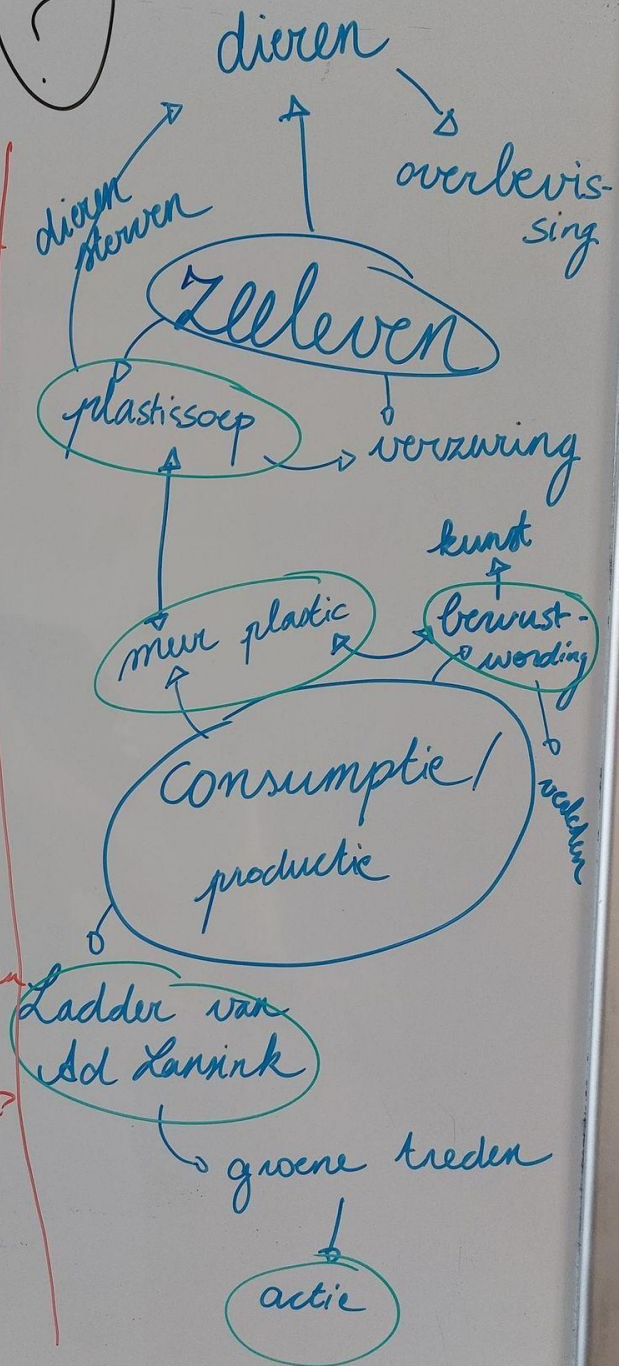 ?
dieren
overbevis-
sing
dieren
sterven
Zeeleven
plastissoep
verzuring
kunst
bewust-
wording
meer plastic
Consumptie/
productie
Ladder van
Ad Lansink
groene treden
actie